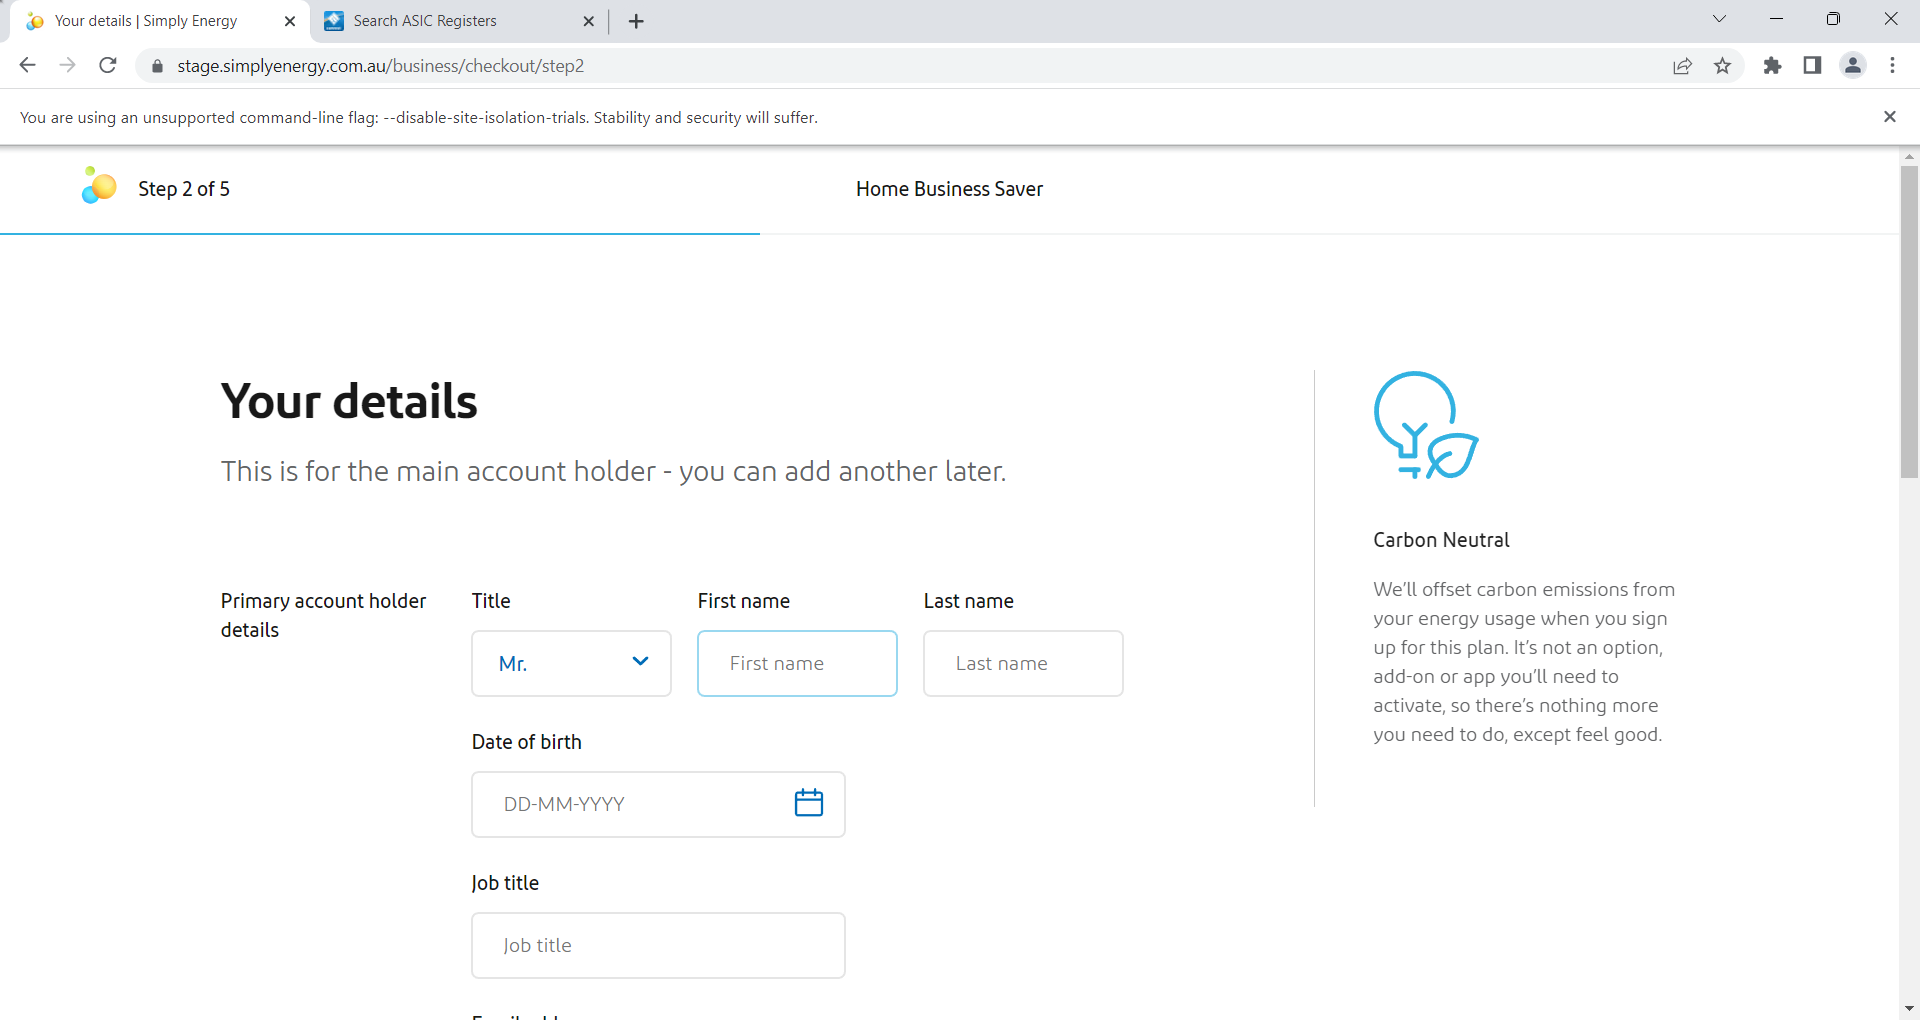 Your details | Simply Energy
Search ASIC Registers
stage.simplyenergy.com.au/business/checkout/step2
You are using an unsupported command-line flag: --disable-site-isolation-trials. Stability and security will suffer.
Step 2 of 5
Home Business Saver
Your details
This is for the main account holder - you can add another later.
Primary account holder
details
Title
First name
Last name
Mr.
First name
Last name
Date of birth
DD-MM-YYYY
Job title
Job title
Carbon Neutral
We'll offset carbon emissions from
your energy usage when you sign
up for this plan. It's not an option,
add-on or app you'll need to
activate, so there's nothing more
you need to do, except feel good.